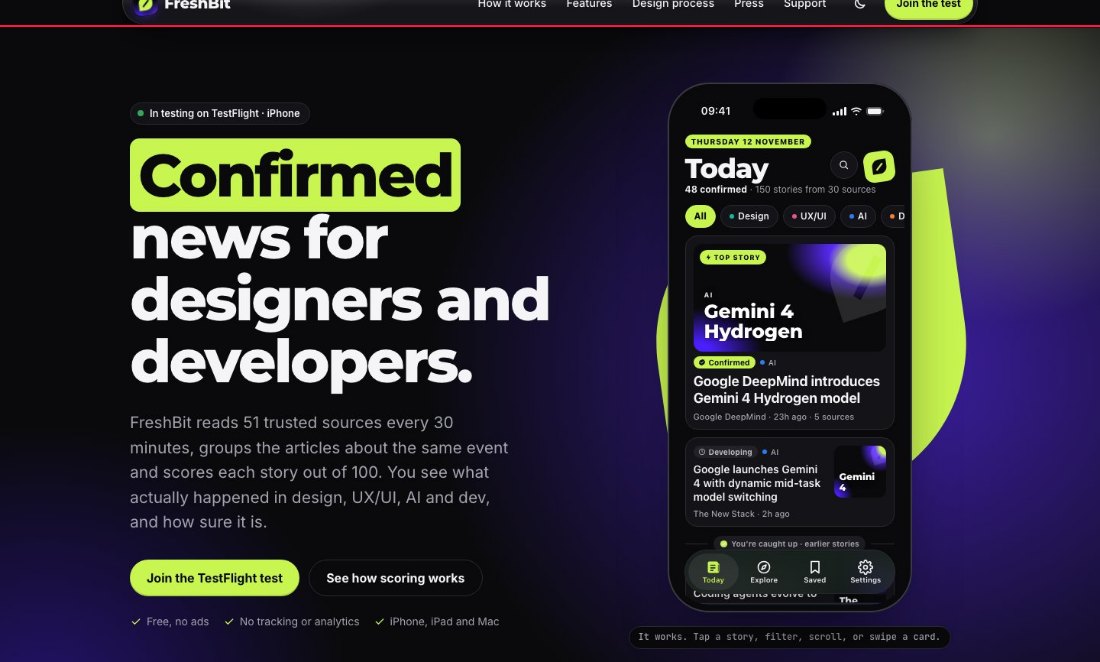 FreshBit
How it works
Features
Design process
Press
Support
Join the test
In testing on TestFlight · iPhone
Confirmed
news for
designers and
developers.
FreshBit reads 51 trusted sources every 30
minutes, groups the articles about the same event
and scores each story out of 100. You see what
actually happened in design, UX/UI, AI and dev,
and how sure it is.
Join the TestFlight test
See how scoring works
Free, no ads
No tracking or analytics
iPhone, iPad and Mac
09:41
THURSDAY 12 NOVEMBER
Today
48 confirmed · 150 stories from 30 sources
All
Design
UX/UI
AI
D
TOP STORY
AI
Gemini 4
Hydrogen
Confirmed
AI
Google DeepMind introduces
Gemini 4 Hydrogen model
Google DeepMind · 23h ago · 5 sources
Developing
AI
Google launches Gemini
4 with dynamic mid-task
model switching
The New Stack · 2h ago
Gemini
4
You're caught up · earlier stories
Coding agents evolve to
The
Today
Explore
Saved
Settings
It works. Tap a story, filter, scroll, or swipe a card.